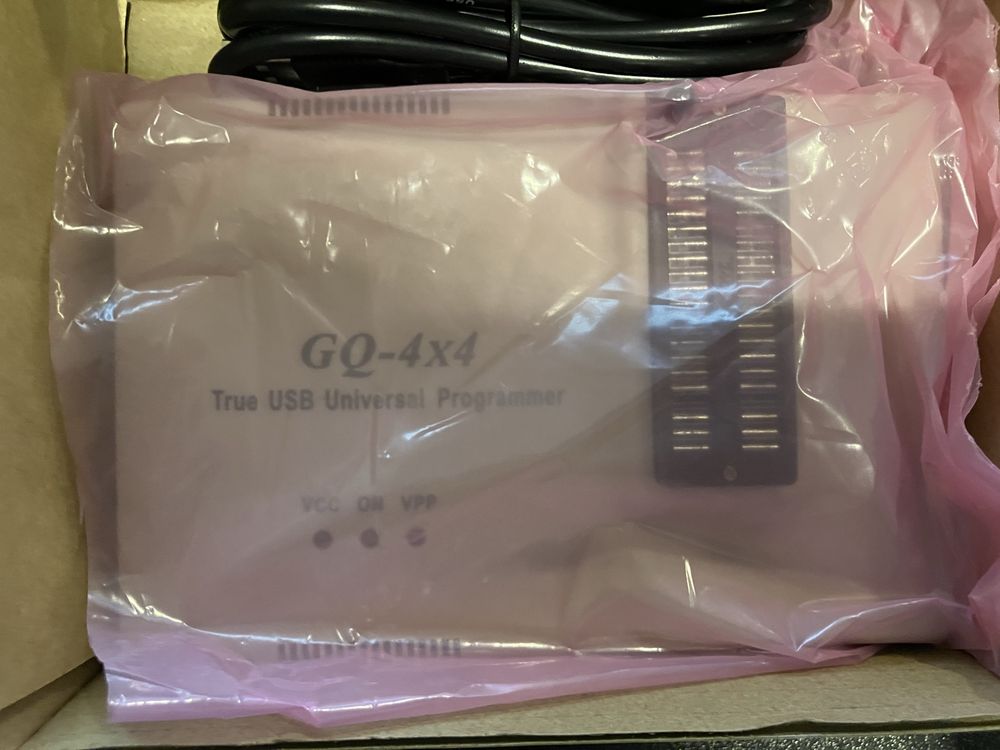 GQ-4x4
True USB Universal Programmer
VCC ON VPP